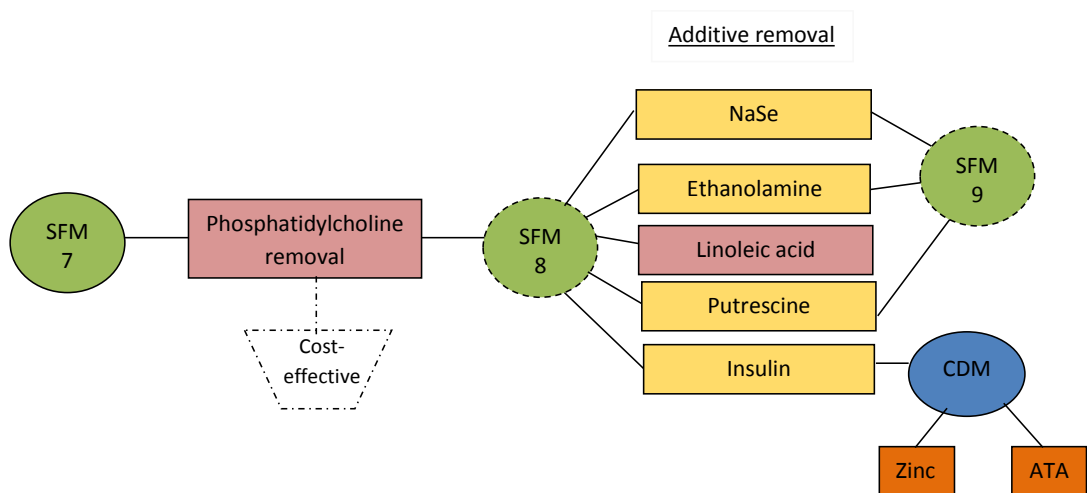 Additive removal
SFM
7
Phosphatidylcholine
removal
Cost-
effective
SFM
8
NaSe
Ethanolamine
Linoleic acid
Putrescine
Insulin
SFM
9
CDM
Zinc
ATA